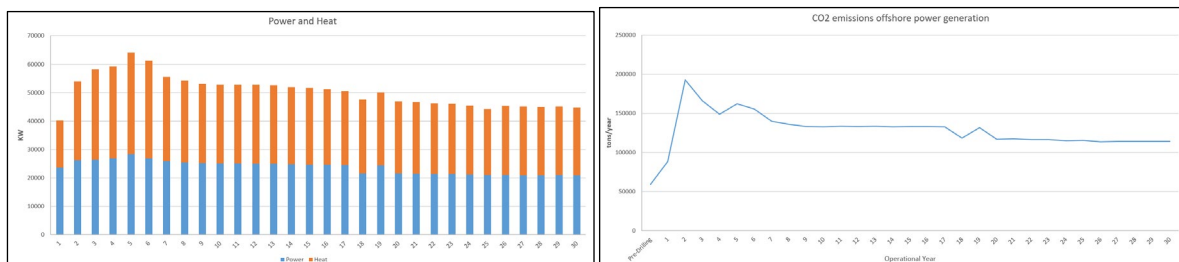 Power and Heat
70000
60000
50000
40000
30000
20000
10000
0
KW
1 2 3 4 5 6 7 8 9 10 11 12 13 14 15 16 17 18 19 20 21 22 23 24 25 26 27 28 29 30
Power Heat
CO2 emissions offshore power generation
250000
200000
150000
100000
50000
0
tons/year
Pre-Drilling 1 2 3 4 5 6 7 8 9 10 11 12 13 14 15 16 17 18 19 20 21 22 23 24 25 26 27 28 29 30
Operational Year